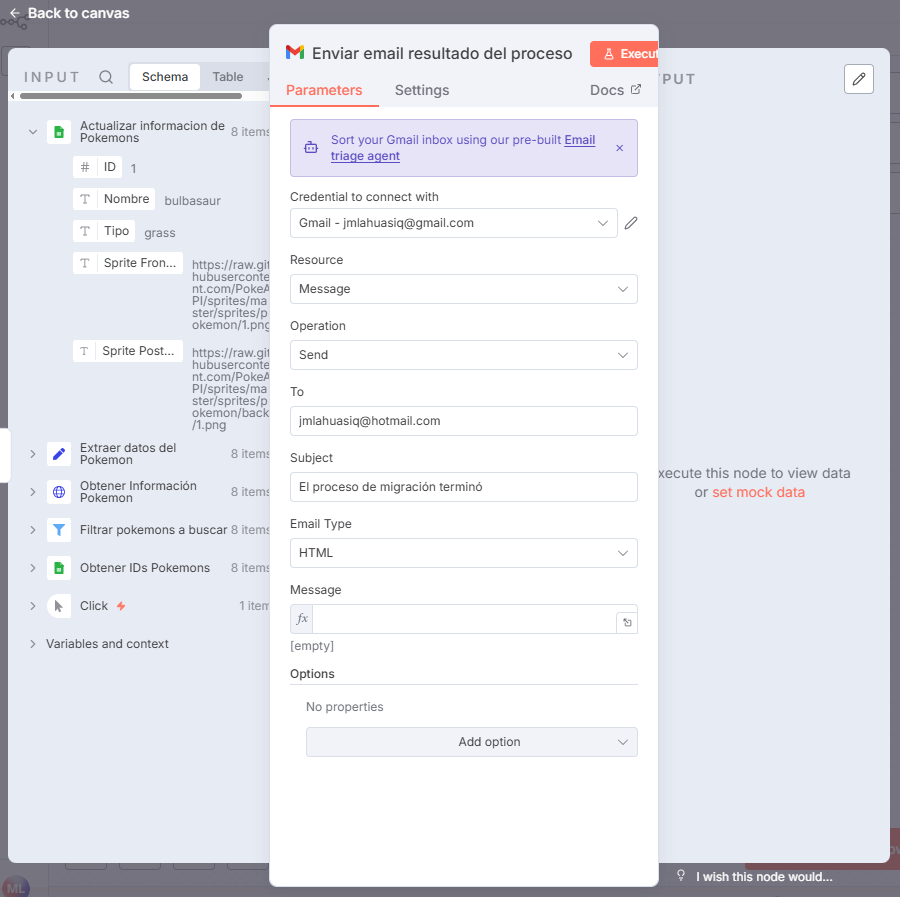 Back to canvas
INPUT
Schema
Table
Actualizar informacion de
Pokemons
8 items
# ID
1
T Nombre
bulbasaur
T Tipo
grass
T Sprite Fron...
https://raw.git
hubuserconte
nt.com/PokeA
PI/sprites/ma
ster/sprites/p
okemon/1.png
T Sprite Post...
https://raw.git
hubuserconte
nt.com/PokeA
PI/sprites/ma
ster/sprites/p
okemon/back
/1.png
Extraer datos del
Pokemon
8 items
Obtener Información
Pokemon
8 items
Filtrar pokemons a buscar
8 items
Obtener IDs Pokemons
8 items
Click
1 item
Variables and context
Enviar email resultado del proceso
Execut
Parameters
Settings
Docs
Sort your Gmail inbox using our pre-built Email
triage agent
Credential to connect with
Gmail - jmlahuasiq@gmail.com
Resource
Message
Operation
Send
To
jmlahuasiq@hotmail.com
Subject
El proceso de migración terminó
Email Type
HTML
Message
fx
[empty]
Options
No properties
Add option
PUT
xecute this node to view data
or set mock data
I wish this node would...
ML